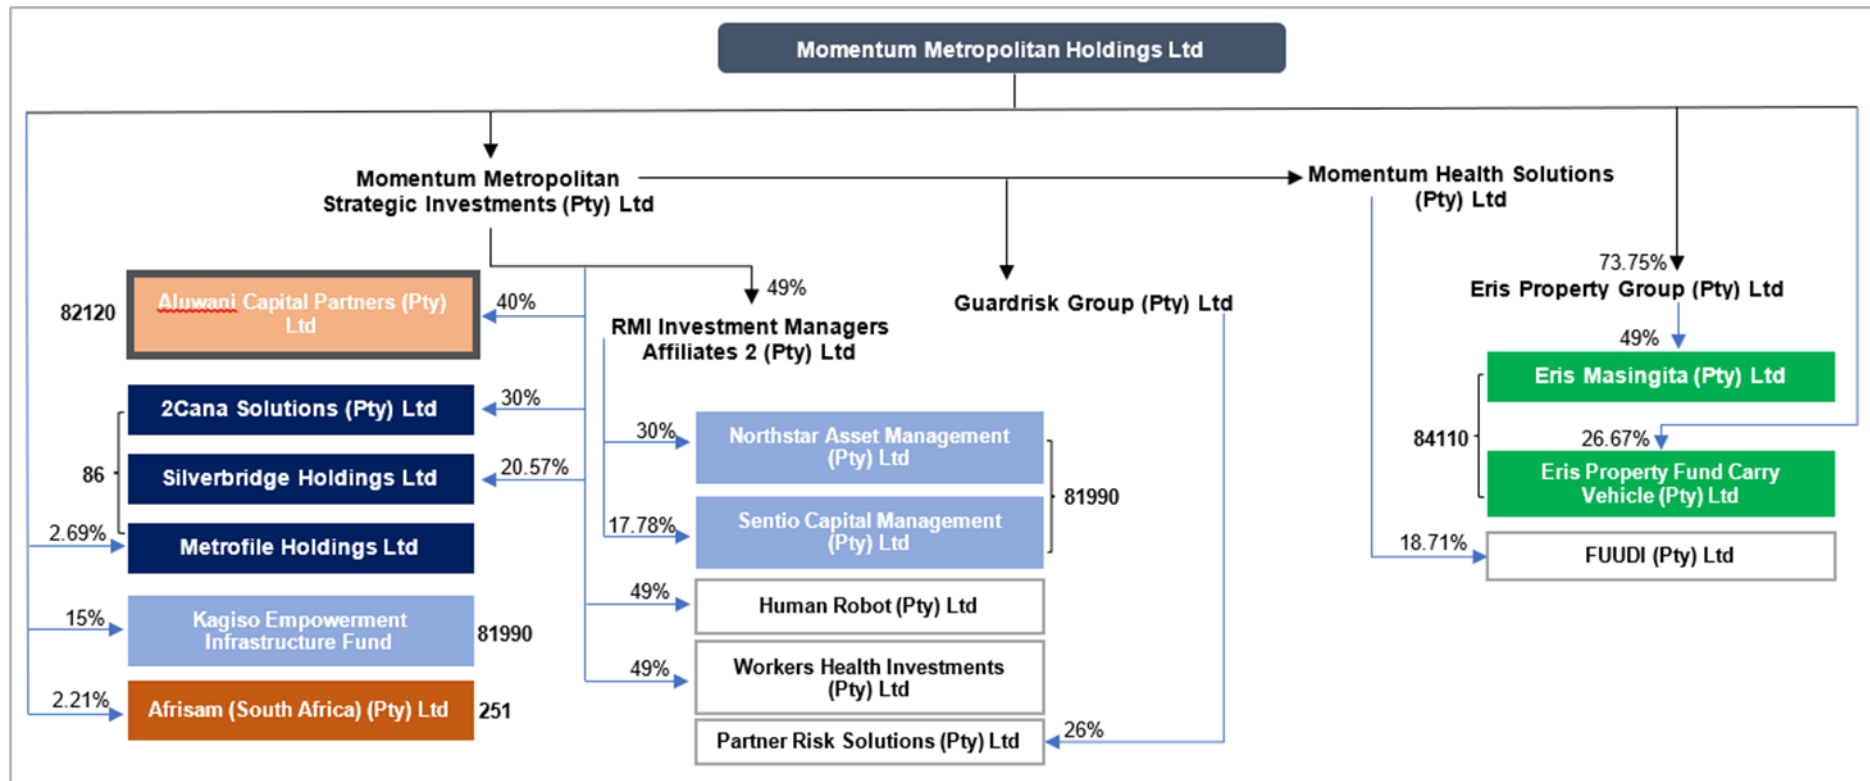 Momentum Metropolitan Holdings Ltd
Momentum Metropolitan
Strategic Investments (Pty) Ltd
Momentum Health Solutions
(Pty) Ltd
82120
Aluwani Capital Partners (Pty)
Ltd
40%
2Cana Solutions (Pty) Ltd
30%
86
Silverbridge Holdings Ltd
20.57%
2.69%
Metrofile Holdings Ltd
15%
Kagiso Empowerment
Infrastructure Fund
81990
2.21%
Afrisam (South Africa) (Pty) Ltd
251
49%
RMI Investment Managers
Affiliates 2 (Pty) Ltd
30%
Northstar Asset Management
(Pty) Ltd
17.78%
Sentio Capital Management
(Pty) Ltd
81990
49%
Human Robot (Pty) Ltd
49%
Workers Health Investments
(Pty) Ltd
Partner Risk Solutions (Pty) Ltd
26%
Guardrisk Group (Pty) Ltd
73.75%
Eris Property Group (Pty) Ltd
49%
Eris Masingita (Pty) Ltd
84110
26.67%
Eris Property Fund Carry
Vehicle (Pty) Ltd
18.71%
FUUDI (Pty) Ltd